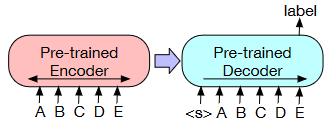 label
Pre-trained
Encoder
Pre-trained
Decoder
A B C D E
<s> A B C D E